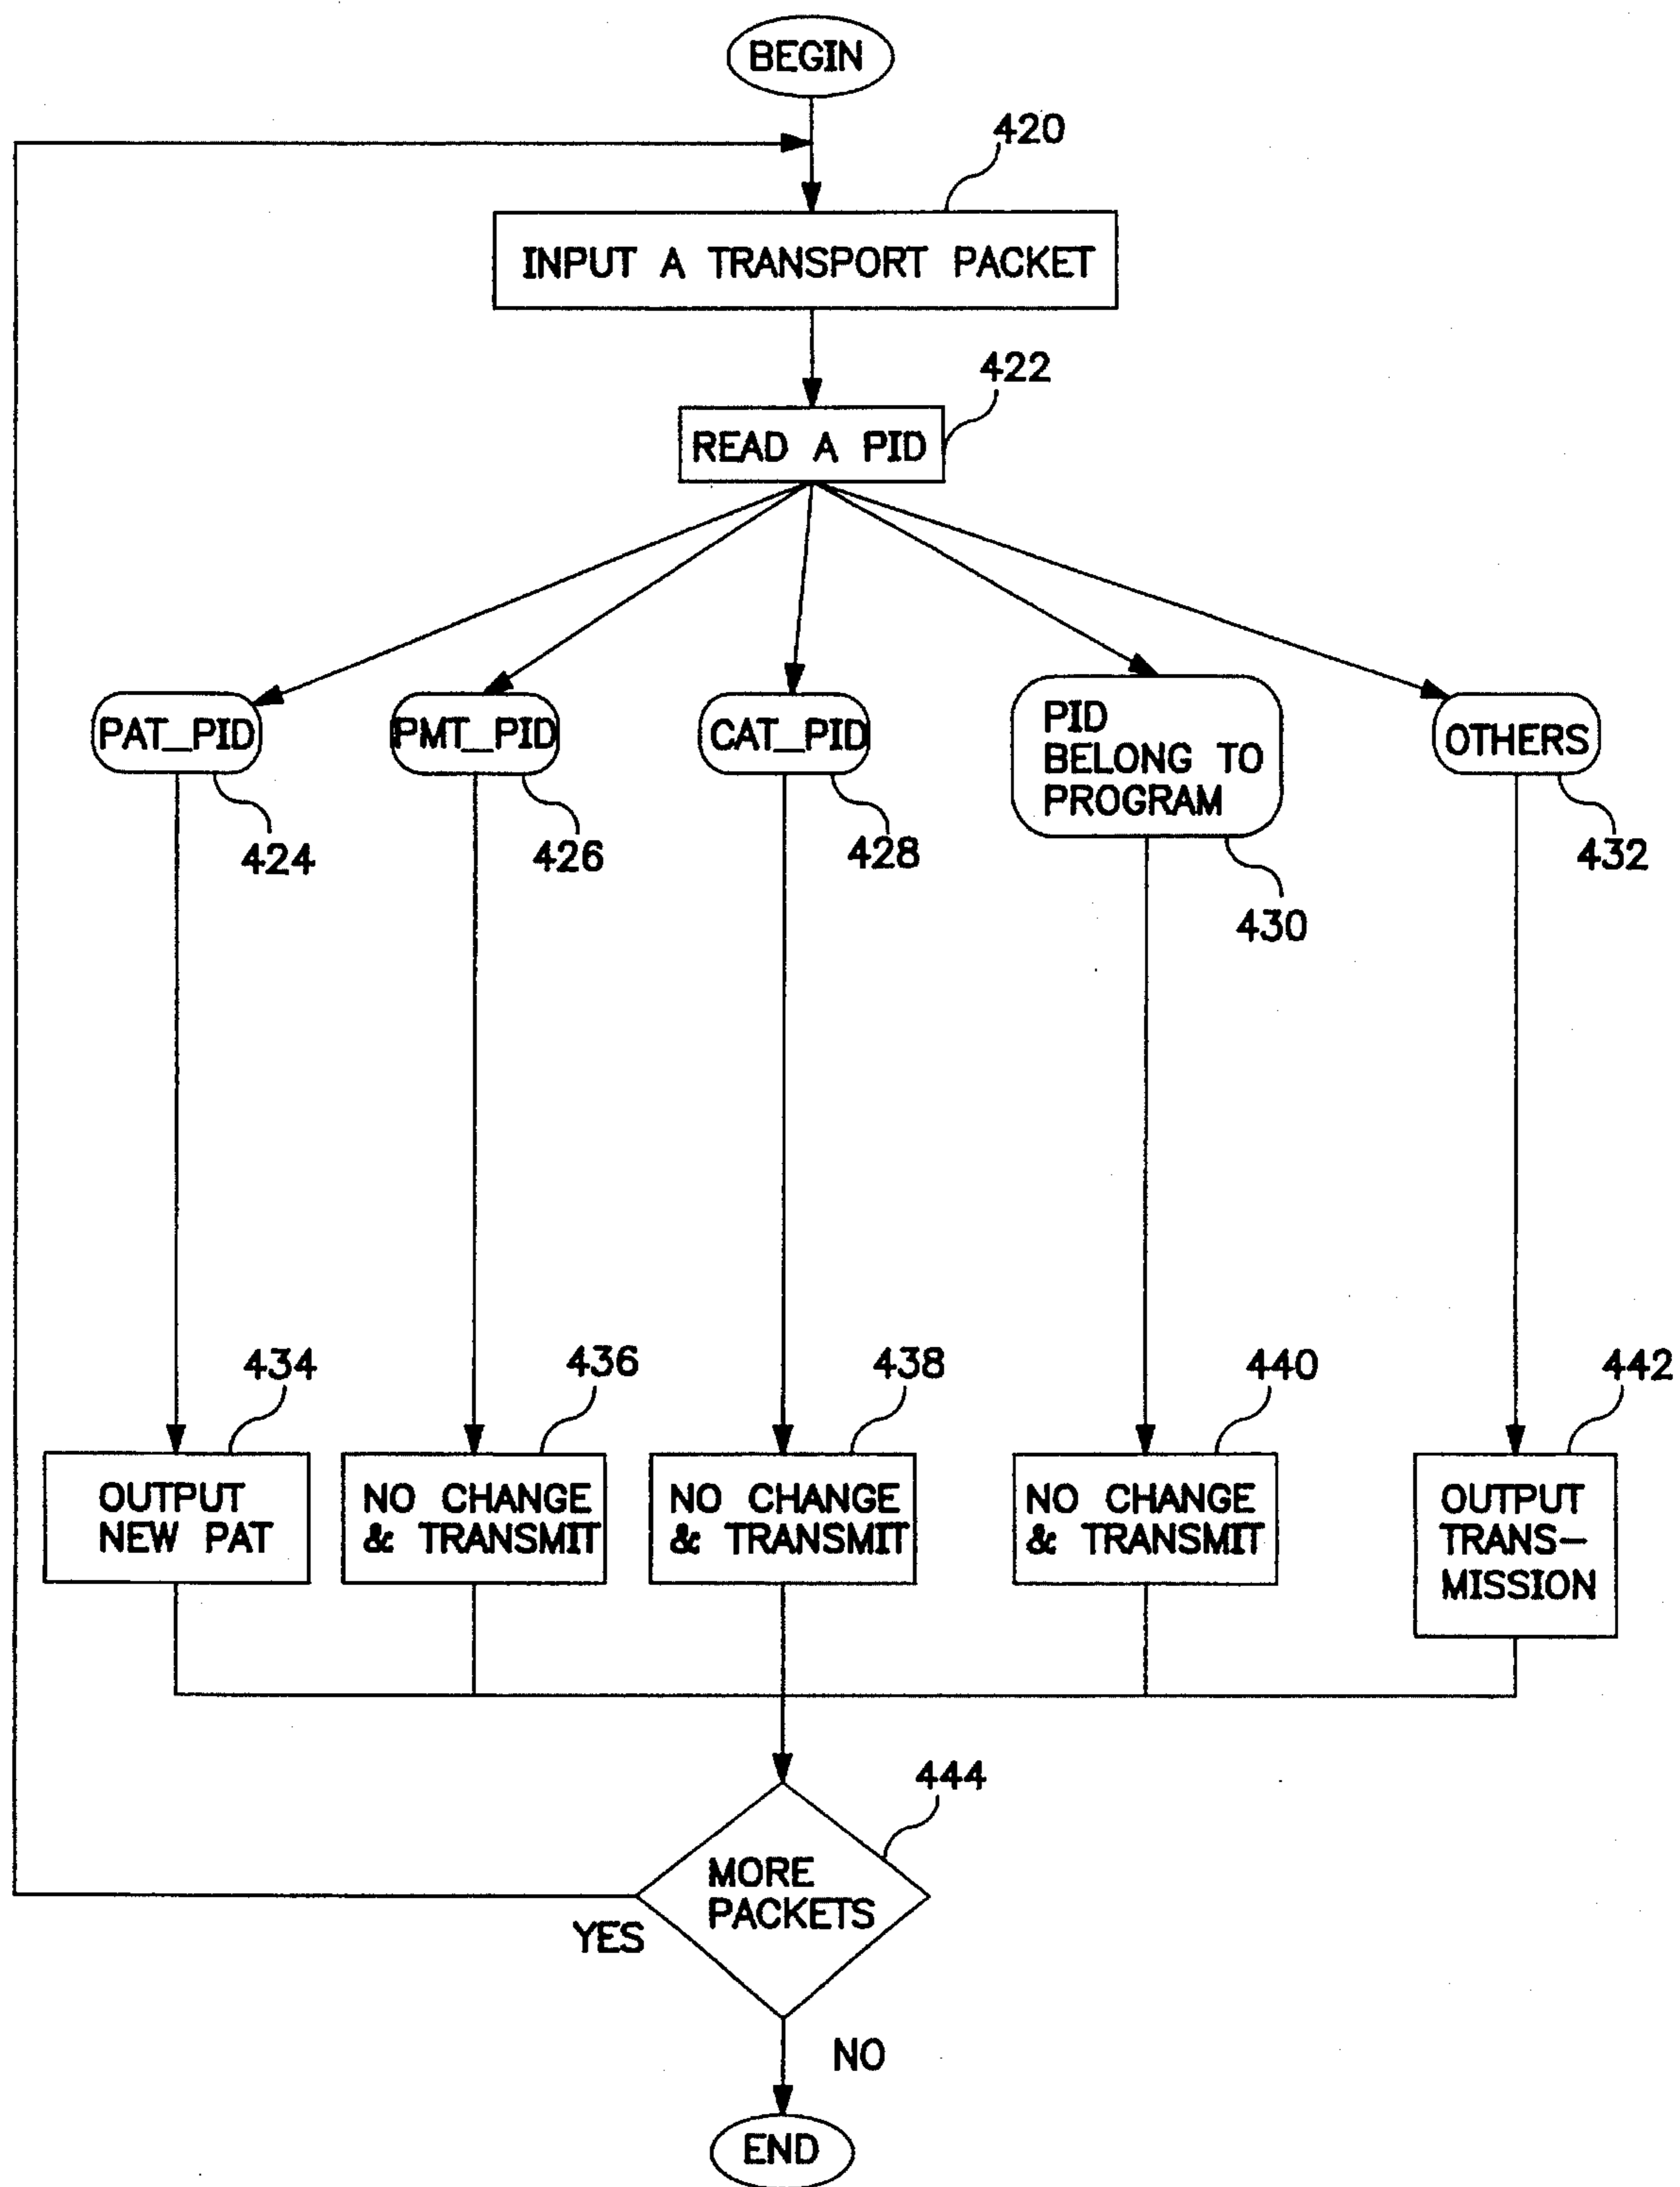 BEGIN
420
INPUT A TRANSPORT PACKET
422
READ A PID
PAT_PID
PMT_PID
CAT_PID
PID
BELONG TO
PROGRAM
OTHERS
424
426
428
430
432
434
436
438
440
442
OUTPUT
NEW PAT
NO CHANGE
& TRANSMIT
NO CHANGE
& TRANSMIT
NO CHANGE
& TRANSMIT
OUTPUT
TRANS-
MISSION
444
MORE
PACKETS
YES
NO
END